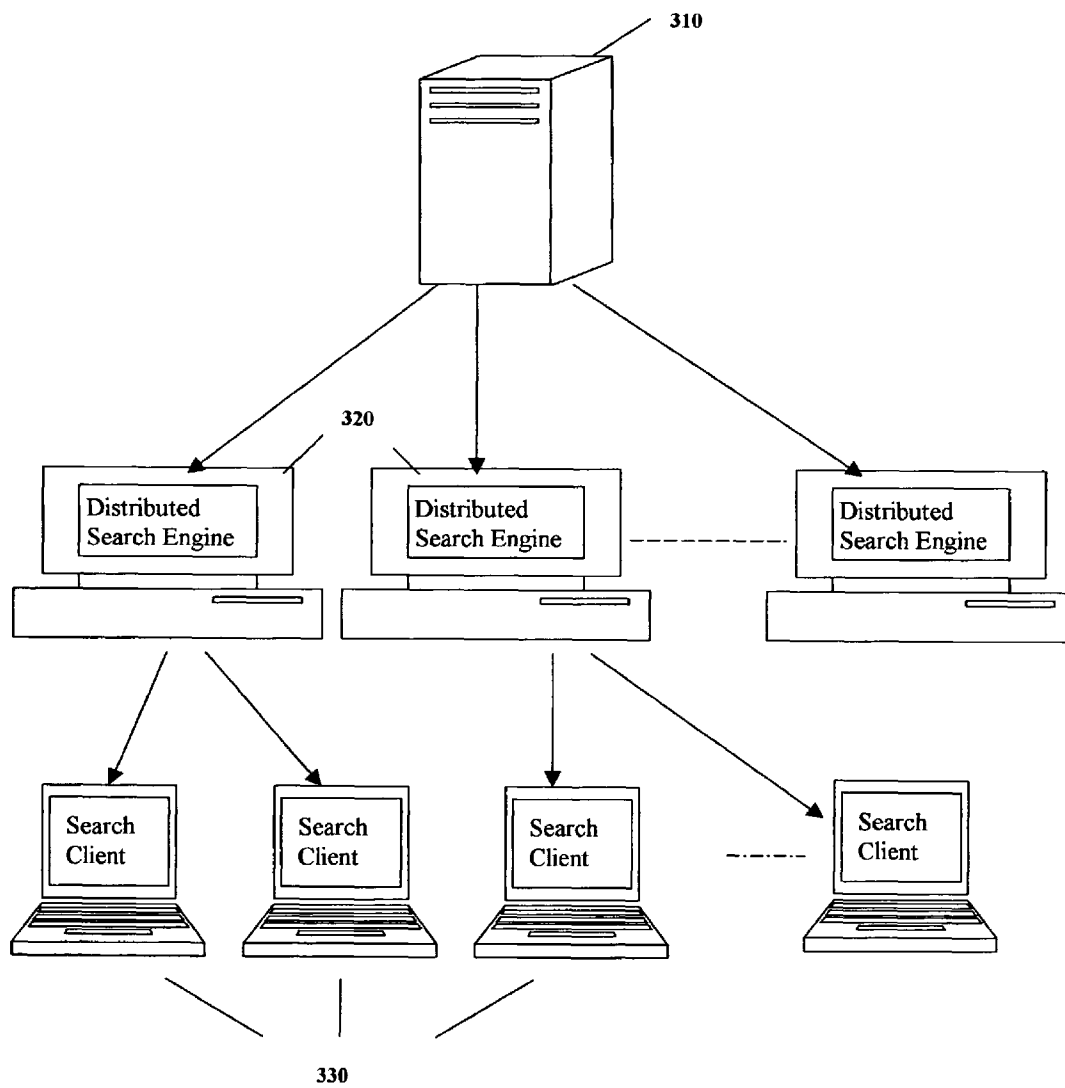 310
320
Distributed
Search Engine
Distributed
Search Engine
Distributed
Search Engine
Search
Client
Search
Client
Search
Client
Search
Client
330